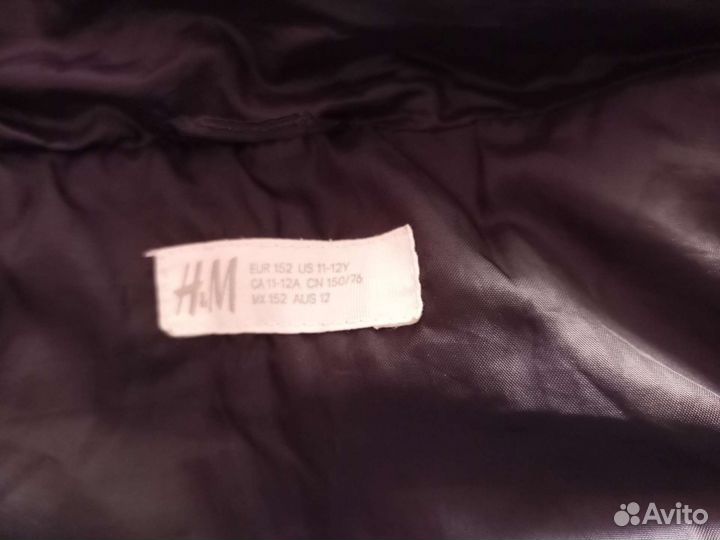 H&M
EUR 152 US 11-12Y
CA 11-12A CN 150/76
MX 152 AUS 12
Avito